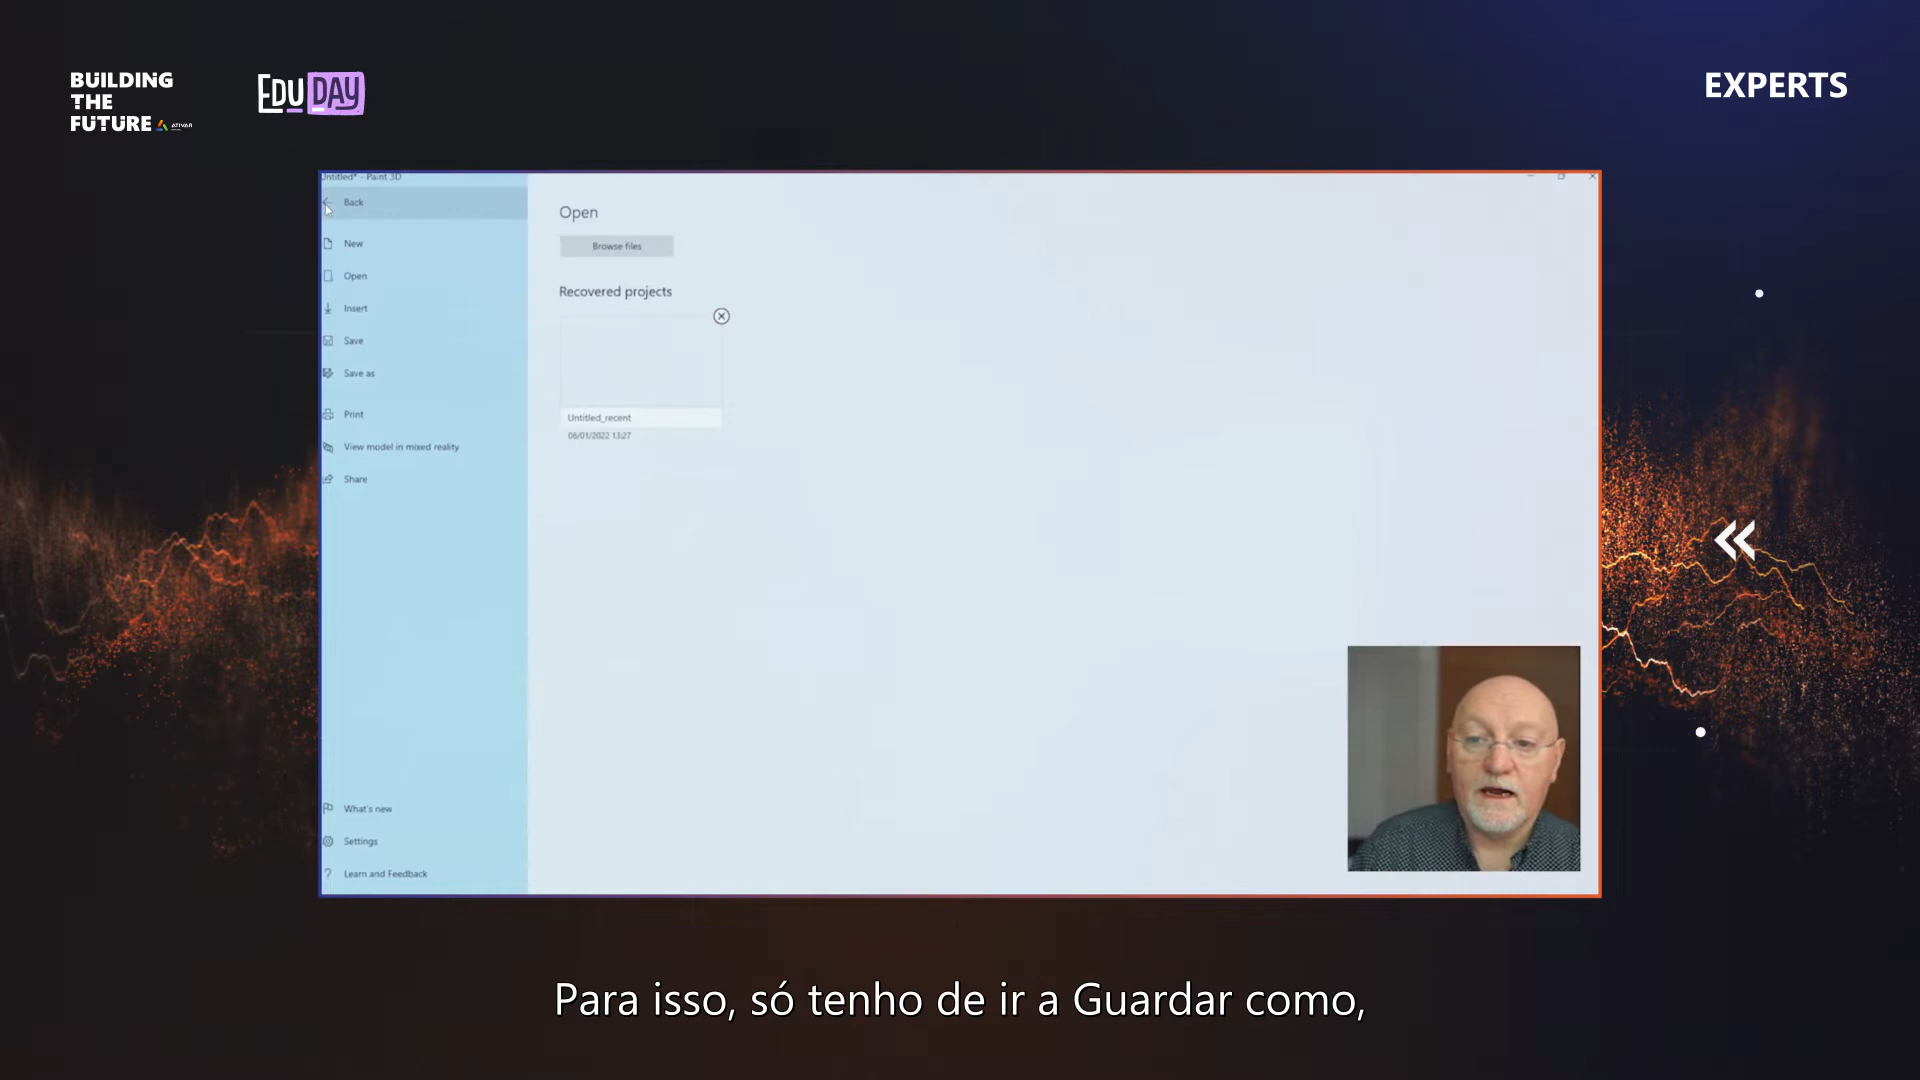 BUILDING
THE
FUTURE
ATIVAR
EDU DAY
EXPERTS
Untitled* - Paint 3D
Back
New
Open
Insert
Save
Save as
Print
View model in mixed reality
Share
What's new
Settings
Learn and Feedback
Open
Browse files
Recovered projects
Untitled_recent
06/01/2022 13:27
Para isso, só tenho de ir a Guardar como,